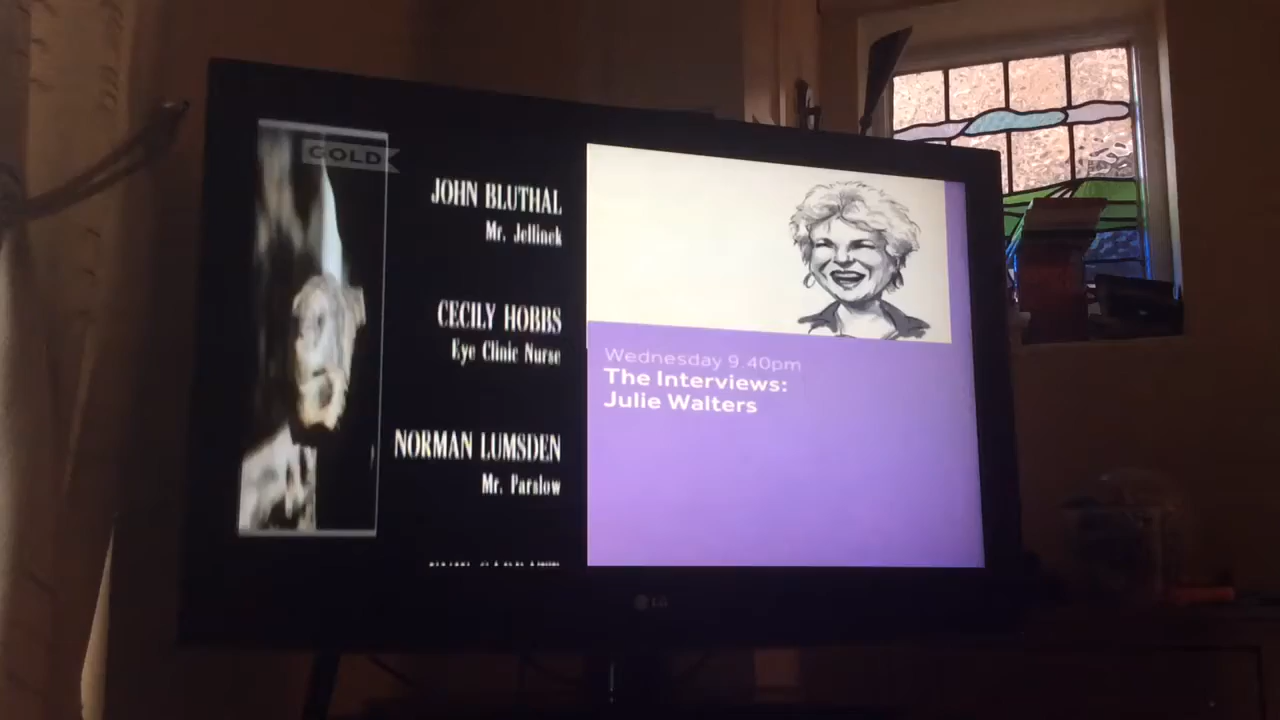 GOLD
JOHN BLUTHAL
Mr. Jellinek
CECILY HOBBS
Eye Clinic Nurse
NORMAN LUMSDEN
Mr. Parslow
Wednesday 9.40pm
The Interviews:
Julie Walters
LG